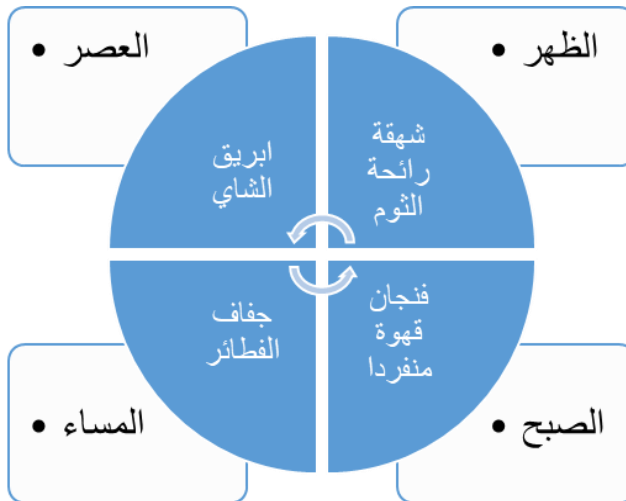 • الظهر
• العصر
شهقة
رائحة
الثوم
ابريق
الشاي
فنجان
قهوة
منفردا
جفاف
الفطائر
• الصبح
• المساء